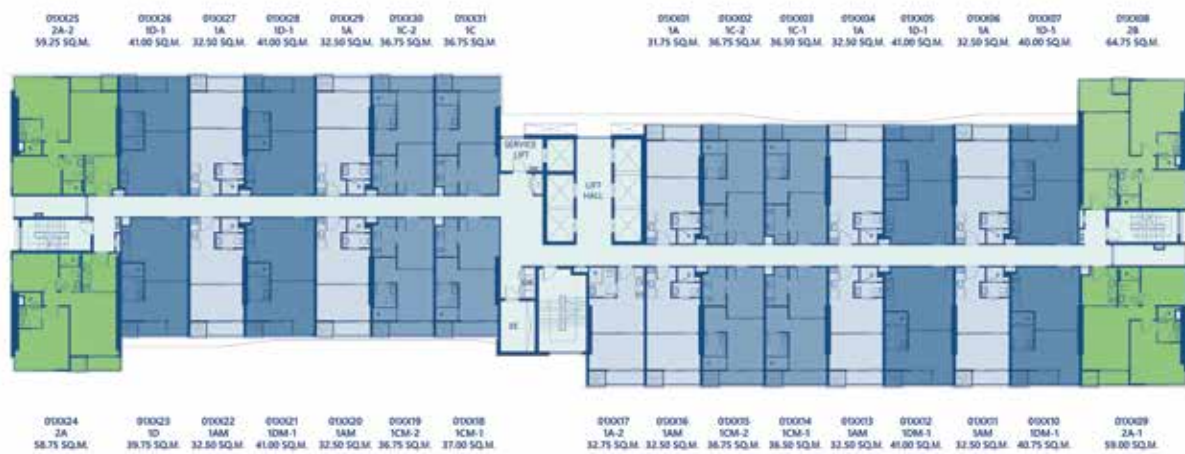 01XX25
2A-2
59.25 SQ.M.
01XX26
1D-1
41.00 SQ.M.
01XX27
1A
32.50 SQ.M.
01XX28
1D-1
41.00 SQ.M.
01XX29
1A
32.50 SQ.M.
01XX30
1C-2
36.75 SQ.M.
01XX31
1C
36.75 SQ.M.
01XX01
1A
31.75 SQ.M.
01XX02
1C-2
36.75 SQ.M.
01XX03
1C-1
36.50 SQ.M.
01XX04
1A
32.50 SQ.M.
01XX05
1D-1
41.00 SQ.M.
01XX06
1A
32.50 SQ.M.
01XX07
1D-5
40.00 SQ.M.
01XX08
2B
64.75 SQ.M.
SERVICE
LIFT
LIFT
HALL
EE
01XX24
2A
58.75 SQ.M.
01XX23
1D
39.75 SQ.M.
01XX22
1AM
32.50 SQ.M.
01XX21
1DM-1
41.00 SQ.M.
01XX20
1AM
32.50 SQ.M.
01XX19
1CM-2
36.75 SQ.M.
01XX18
1CM-1
37.00 SQ.M.
01XX17
1A-2
32.75 SQ.M.
01XX16
1AM
32.50 SQ.M.
01XX15
1CM-2
36.75 SQ.M.
01XX14
1CM-1
36.50 SQ.M.
01XX13
1AM
32.50 SQ.M.
01XX12
1DM-1
41.00 SQ.M.
01XX11
1AM
32.50 SQ.M.
01XX10
1DM-1
40.75 SQ.M.
01XX09
2A-1
59.00 SQ.M.